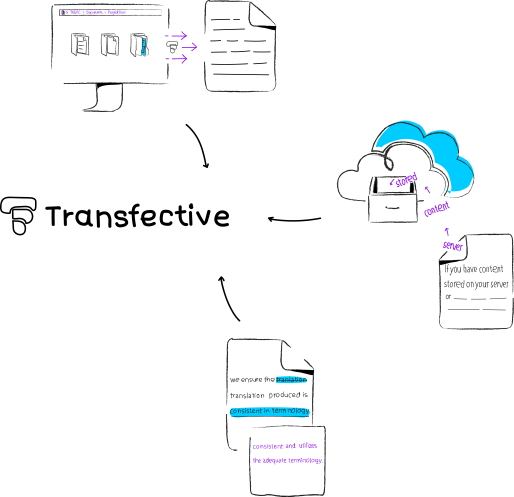 Transfective
stored
content
server
If you have content
stored on your server
or
we ensure the tranlation
translation produced is
consistent in terminology
consistent and utilizes
the adequate terminology.